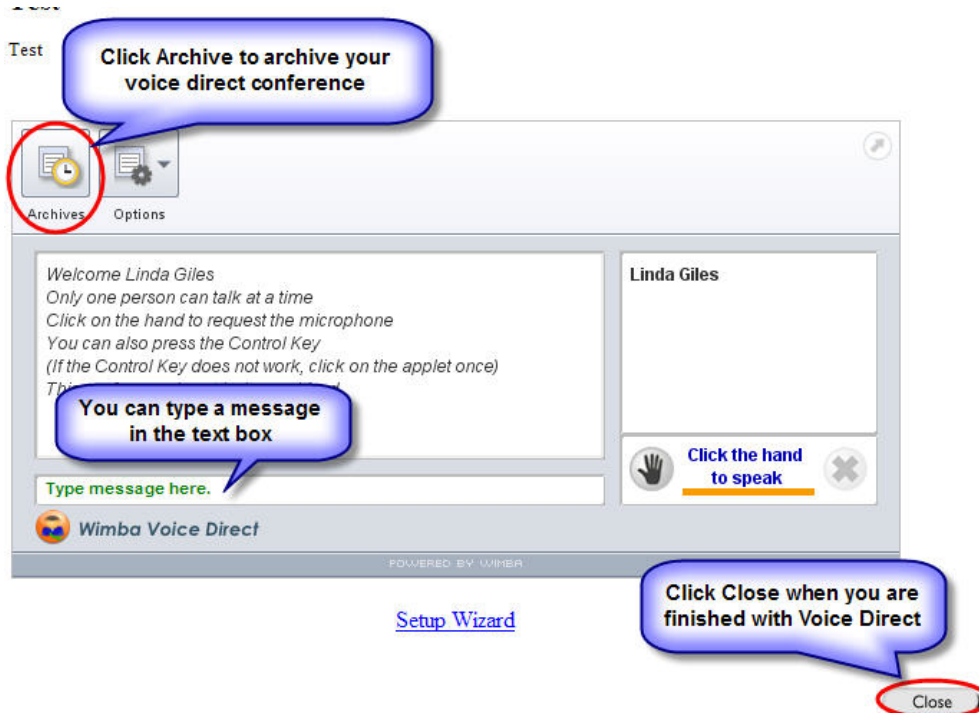 Test
Click Archive to archive your
voice direct conference
Archives
Options
Welcome Linda Giles
Only one person can talk at a time
Click on the hand to request the microphone
You can also press the Control Key
(If the Control Key does not work, click on the applet once)
You can type a message
in the text box
Type message here.
Linda Giles
Click the hand
to speak
Wimba Voice Direct
POWERED BY WIMBA
Click Close when you are
finished with Voice Direct
Setup Wizard
Close